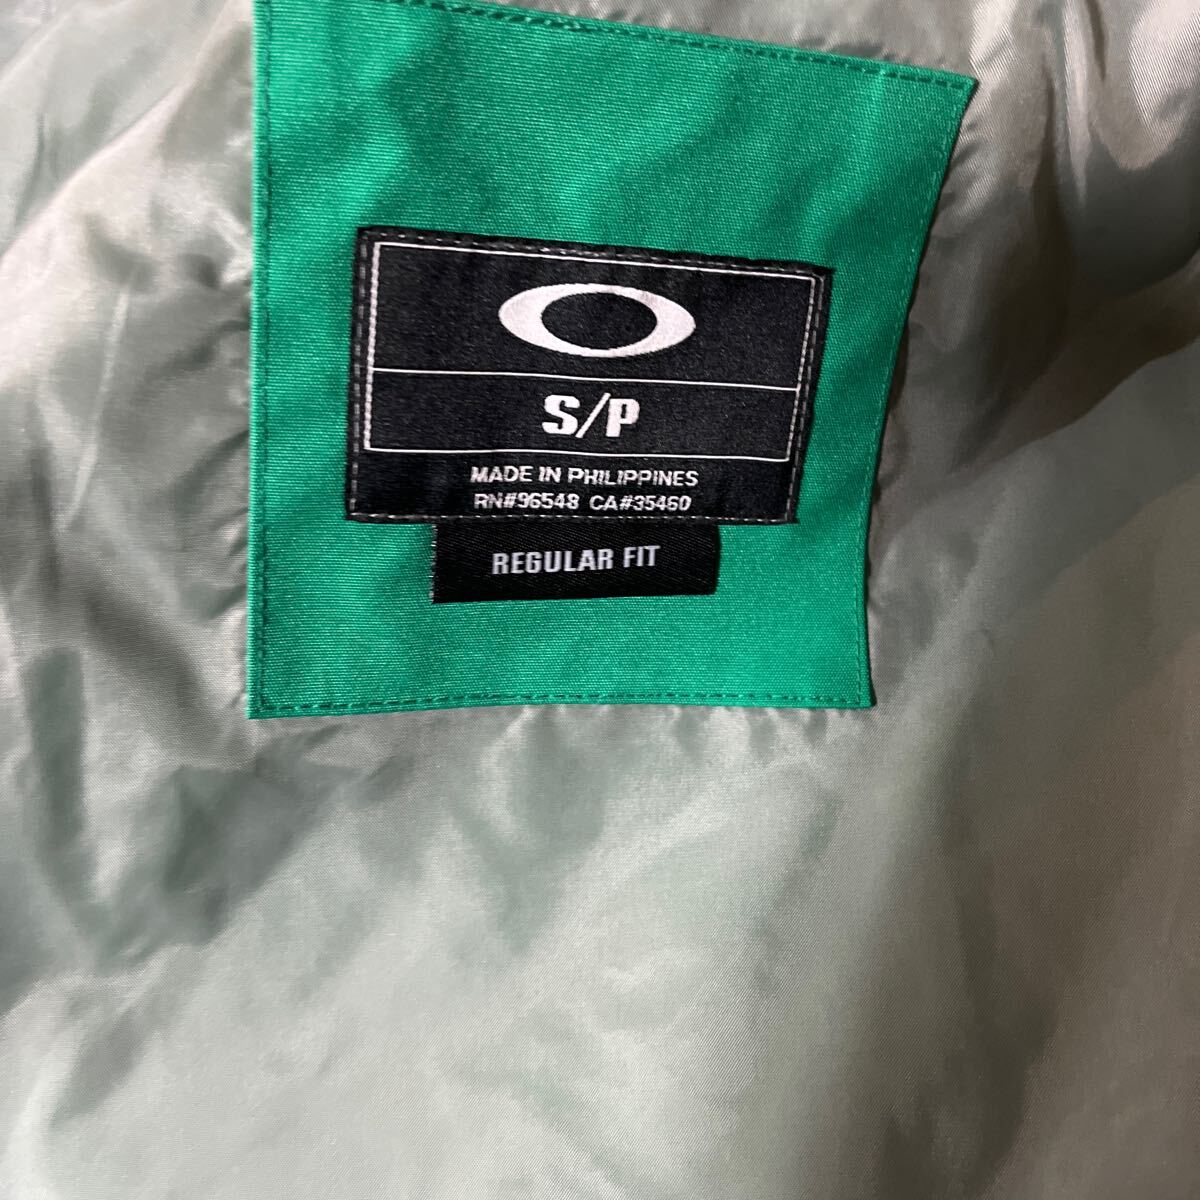 S/P
MADE IN PHILIPPINES
RN#96548 CA#35460
REGULAR FIT